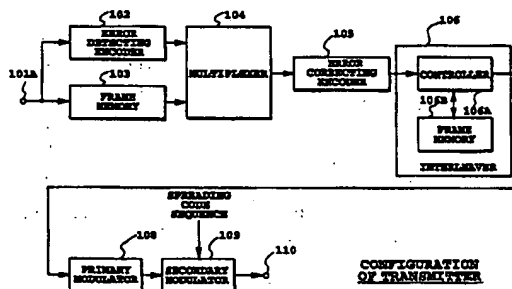 102
104
ERROR
DETECTING
ENCODER
103
101A
FRAME
MEMORY
MULTIPLEXER
105
ERROR
CORRECTING
ENCODER
106
CONTROLLER
106B
106A
FRAME
MEMORY
INTERLEAVER
SPREADING
CODE
SEQUENCE
108
109
110
PRIMARY
MODULATOR
SECONDARY
MODULATOR
CONFIGURATION
OF TRANSMITTER